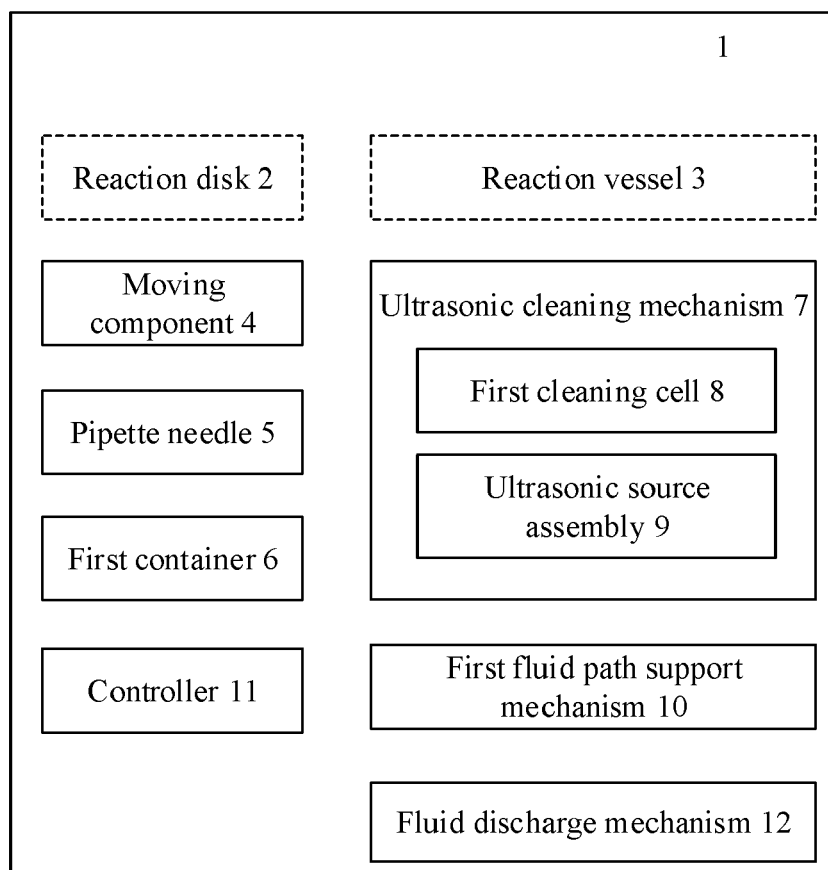 1
Reaction disk 2
Reaction vessel 3
Moving
component 4
Ultrasonic cleaning mechanism 7
First cleaning cell 8
Pipette needle 5
Ultrasonic source
assembly 9
First container 6
First fluid path support
mechanism 10
Controller 11
Fluid discharge mechanism 12